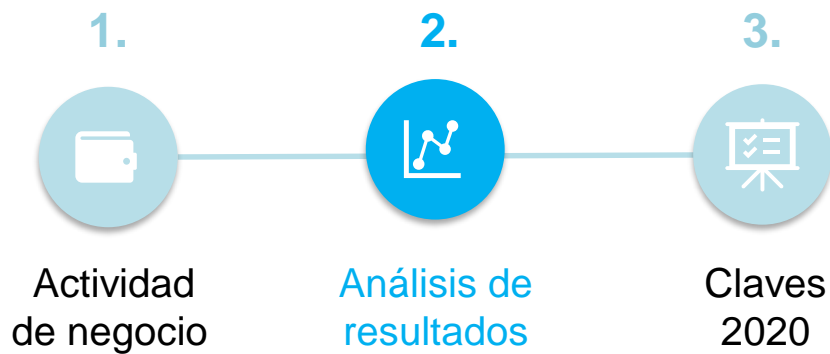 1.
2.
3.
Actividad
de negocio
Análisis de
resultados
Claves
2020